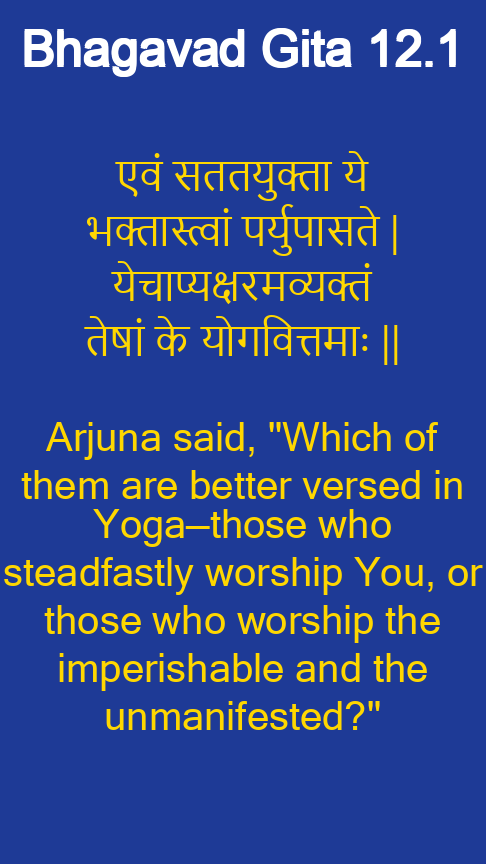 Bhagavad Gita 12.1
एवं सततयुक्ता ये
भक्तास्त्वां पर्युपासते |
येचाप्यक्षरमव्यक्तं
तेषां के योगवित्तमाः ||
Arjuna said, "Which of
them are better versed in
Yoga—those who
steadfastly worship You, or
those who worship the
imperishable and the
unmanifested?"